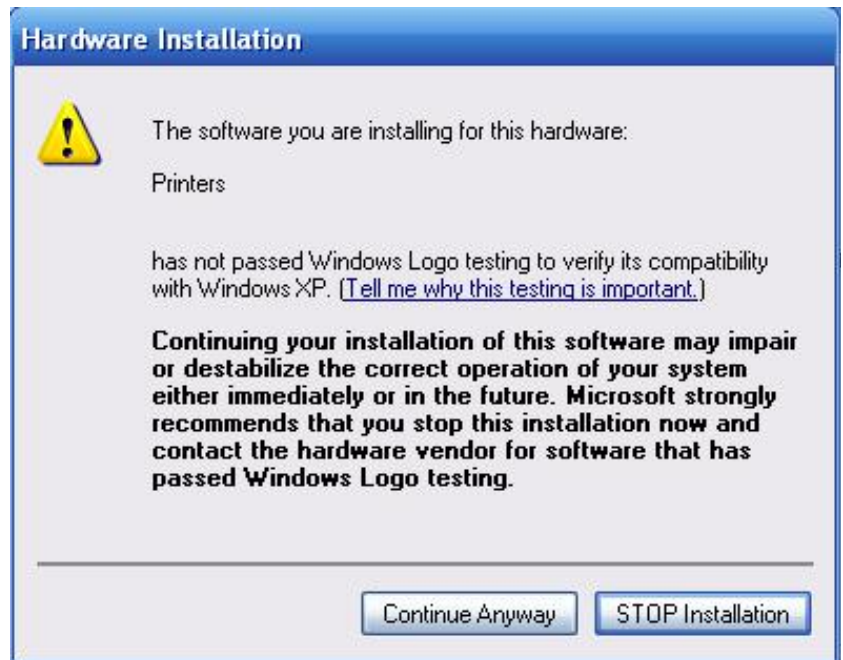 Hardware Installation
The software you are installing for this hardware:
Printers
has not passed Windows Logo testing to verify its compatibility
with Windows XP. (Tell me why this testing is important.)
Continuing your installation of this software may impair
or destabilize the correct operation of your system
either immediately or in the future. Microsoft strongly
recommends that you stop this installation now and
contact the hardware vendor for software that has
passed Windows Logo testing.
Continue Anyway
STOP Installation